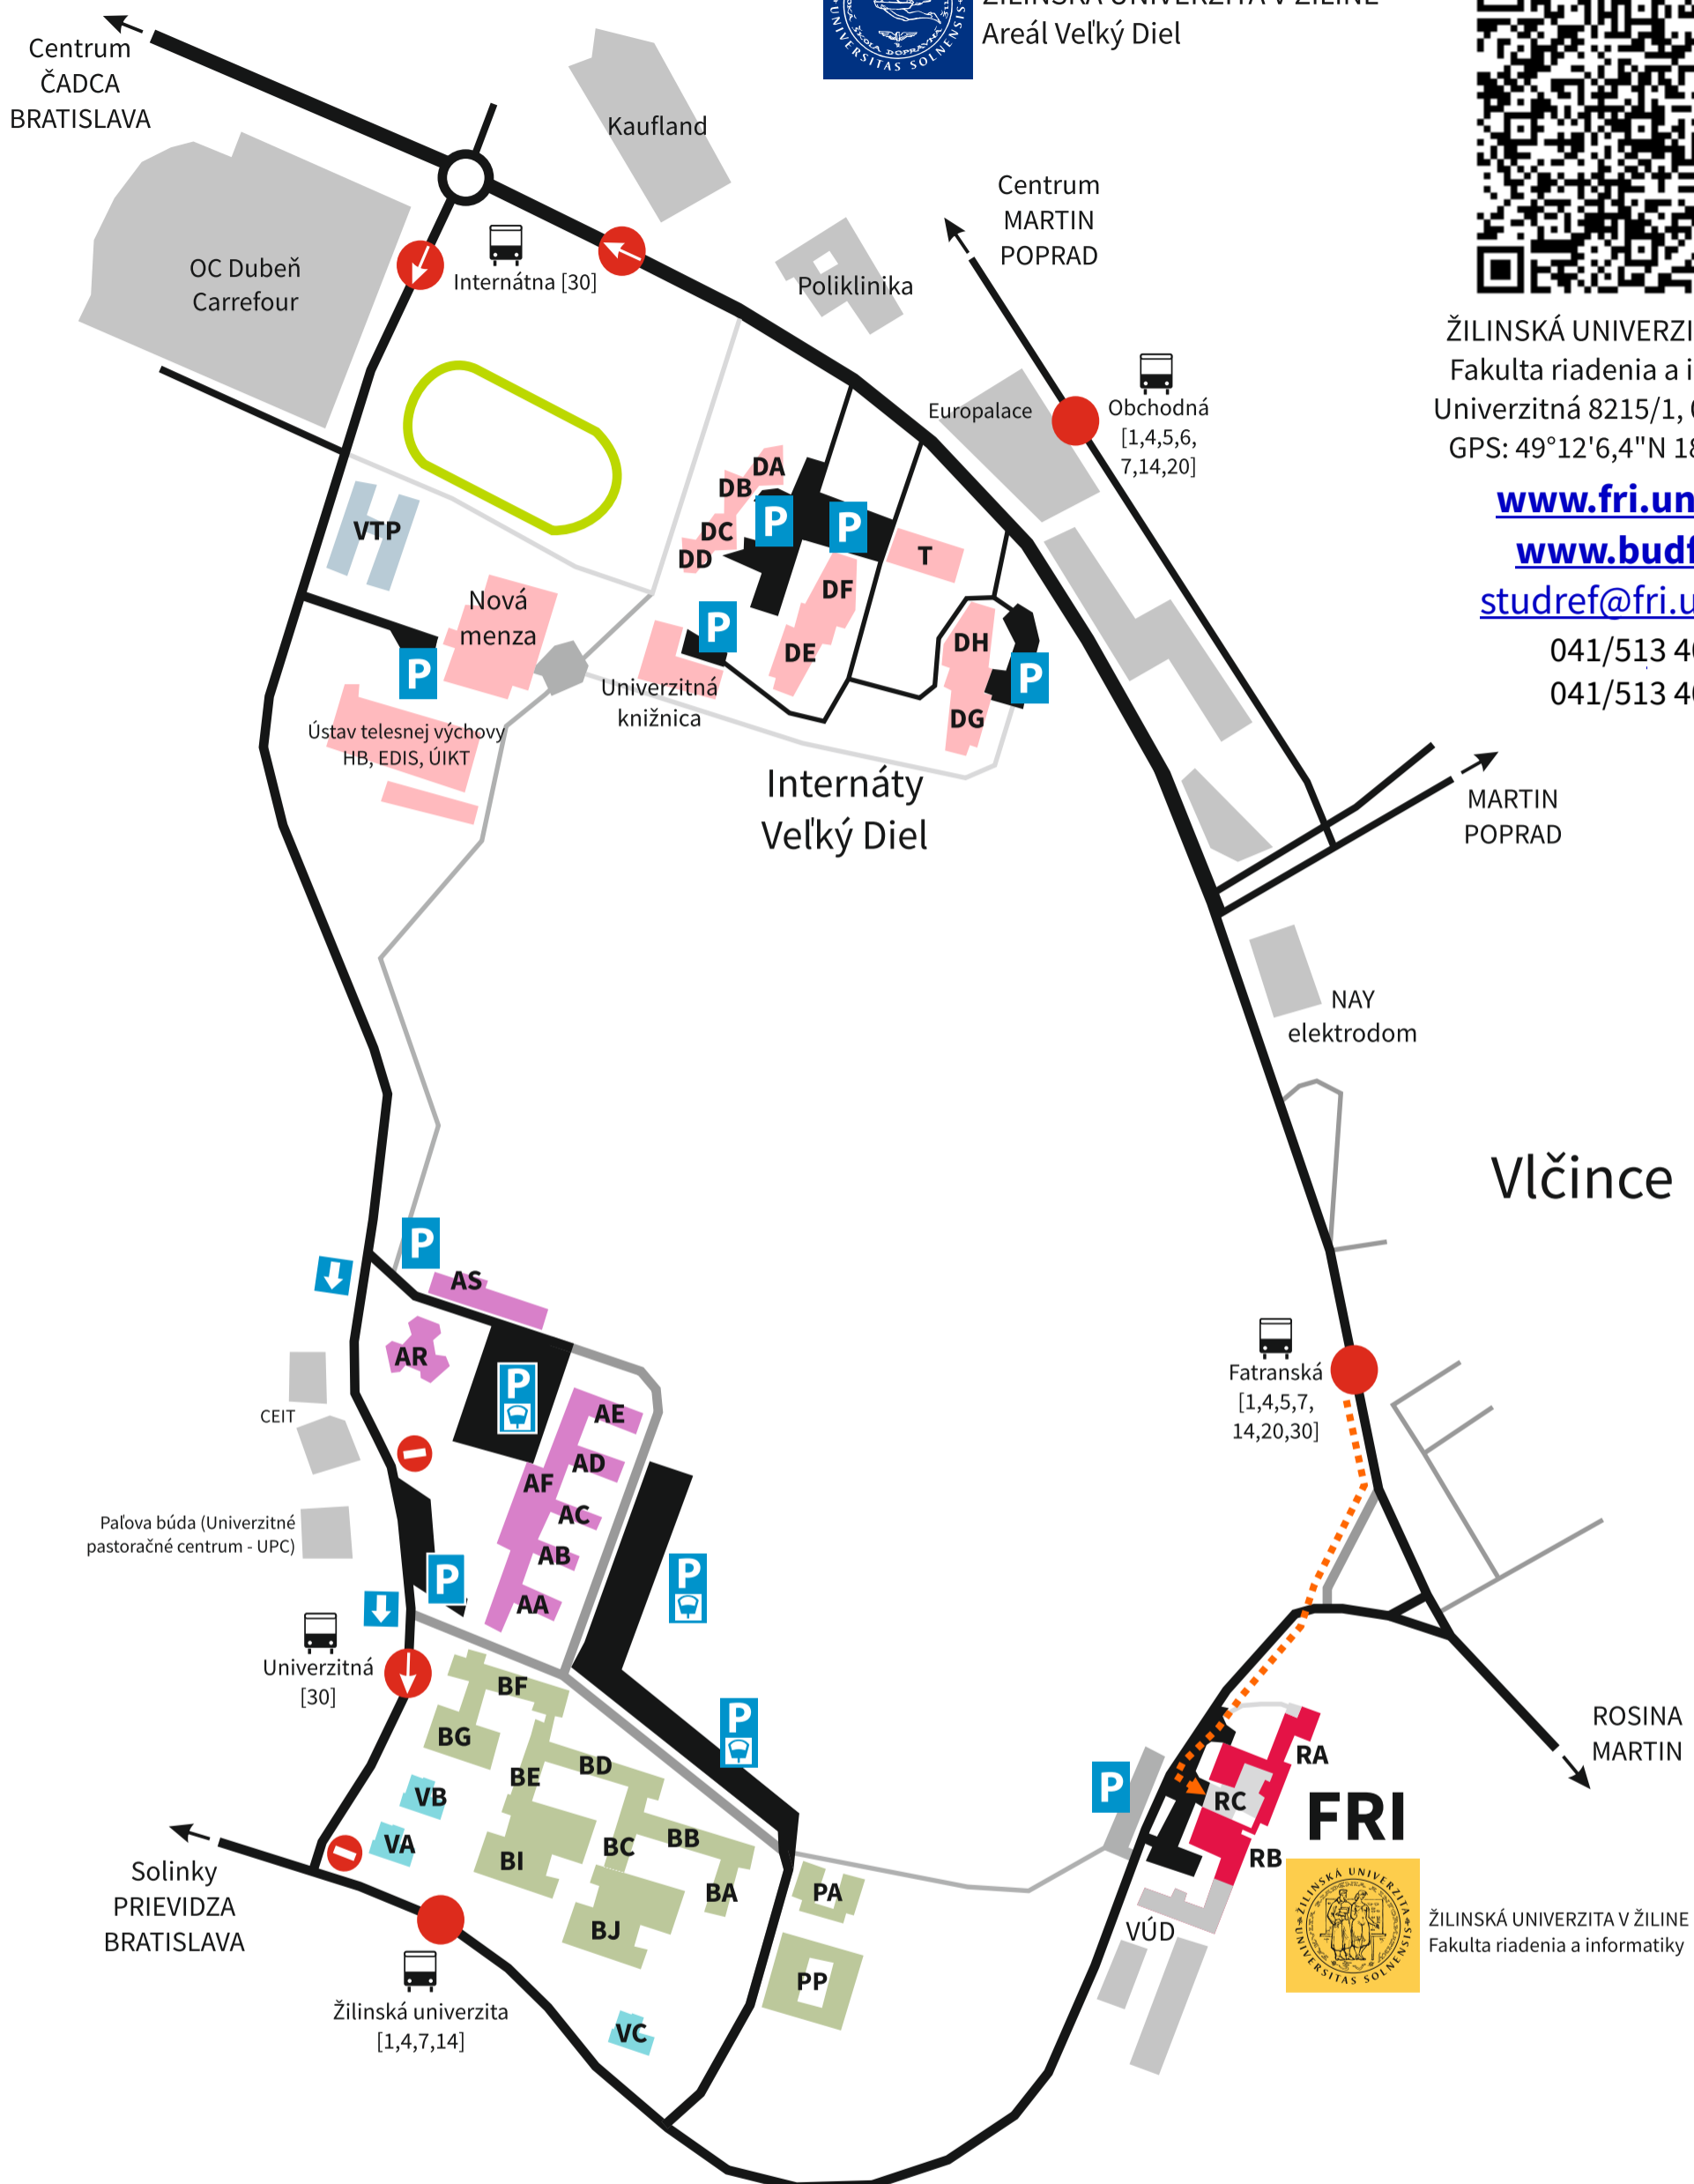 Areál Veľký Diel
UNIVERSITAS SOLNENSIS
Centrum
ČADCA
BRATISLAVA
Kaufland
Centrum
MARTIN
POPRAD
OC Dubeň
Carrefour
Internátna [30]
Poliklinika
ŽILINSKÁ
Fakulta riadenia a
Univerzitná 8215/1,
GPS: 49°12'6,4"N
www.fri.un
www.budf
studref@fri.u
041/513
041/513
Europalace
Obchodná
[1,4,5,6,
7,14,20]
DA
DB
DC
DD
P
P
T
VTP
DF
Nová
menza
P
DE
DH
P
P
Univerzitná
knižnica
DG
Ústav telesnej výchovy
HB, EDIS, ÚIKT
Internáty
Veľký Diel
MARTIN
POPRAD
NAY
elektrodom
Vlčince
P
AS
AR
P
Fatranská
[1,4,5,7,
14,20,30]
CEIT
AE
AD
AF
AC
AB
AA
Paľova búda (Univerzitné
pastoračné centrum - UPC)
P
P
Univerzitná
[30]
BF
BG
P
BD
BE
VB
VA
BB
BC
BI
BA
BJ
P
RA
RC
FRI
RB
ROSINA
MARTIN
Solinky
PRIEVIDZA
BRATISLAVA
PA
PP
VÚD
ŽILINSKÁ UNIVERZITA
UNIVERSITAS SOLNENSIS
ŽILINSKÁ UNIVERZITA V ŽILINE
Fakulta riadenia a informatiky
Žilinská univerzita
[1,4,7,14]
VC